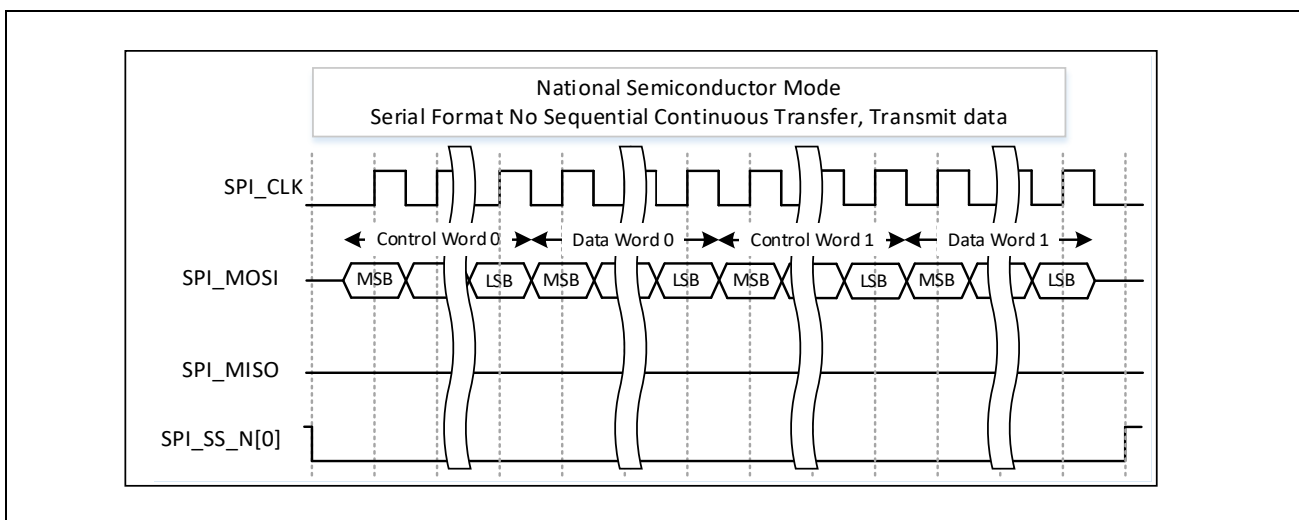 National Semiconductor Mode
Serial Format No Sequential Continuous Transfer, Transmit data
SPI_CLK
Control Word 0 Data Word 0 Control Word 1 Data Word 1
SPI_MOSI MSB LSB MSB LSB MSB LSB MSB LSB
SPI_MISO
SPI_SS_N[0]